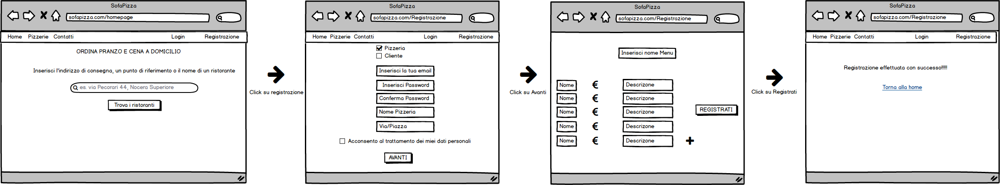 SofaPizza
sofapizza.com/homepage
Home Pizzerie Contatti Login Registrazione
ORDINA PRANZO E CENA A DOMICILIO
Inserisci l'indirizzo di consegna, un punto di riferimento o il nome di un ristorante
es. via Pecorari 44, Nocera Superiore
Trova i ristoranti
Click su registrazione
SofaPizza
sofapizza.com/Registrazione
Home Pizzerie Contatti Login Registrazione
Pizzeria
Cliente
Inserisci la tua email
Inserisci Password
Conferma Password
Nome Pizzeria
Via/Piazza
Acconsento al trattamento dei miei dati personali
AVANTI
Click su Avanti
SofaPizza
sofapizza.com/Registrazione
Inserisci nome Menu
Nome € Descrizone
Nome € Descrizone
Nome € Descrizone
Nome € Descrizone
Nome € Descrizone +
REGISTRATI
Click su Registrati
SofaPizza
sofapizza.com/Registrazione
Home Pizzerie Contatti Login Registrazione
Registrazione effettuata con successo!!!!!
Torna alla home